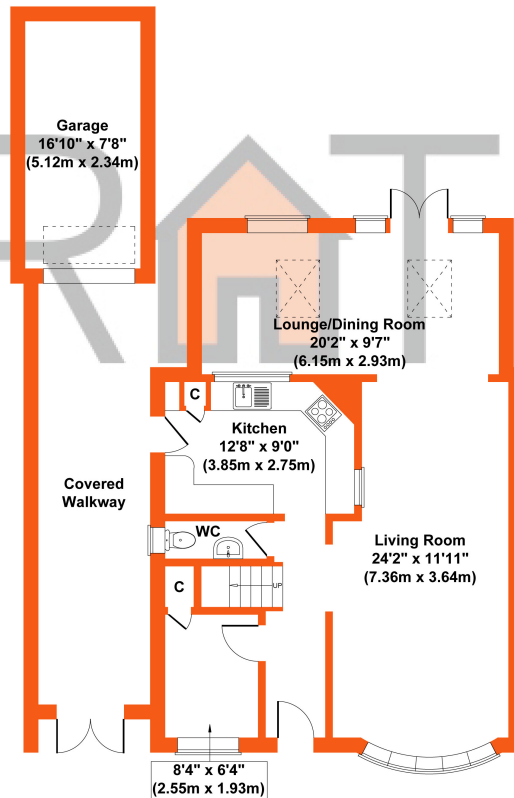 Garage
16'10" x 7'8"
(5.12m x 2.34m)
R T
Lounge/Dining Room
20'2" x 9'7"
(6.15m x 2.93m)
C
Kitchen
12'8" x 9'0"
(3.85m x 2.75m)
Covered
Walkway
WC
Living Room
24'2" x 11'11"
(7.36m x 3.64m)
C
UP
8'4" x 6'4"
(2.55m x 1.93m)